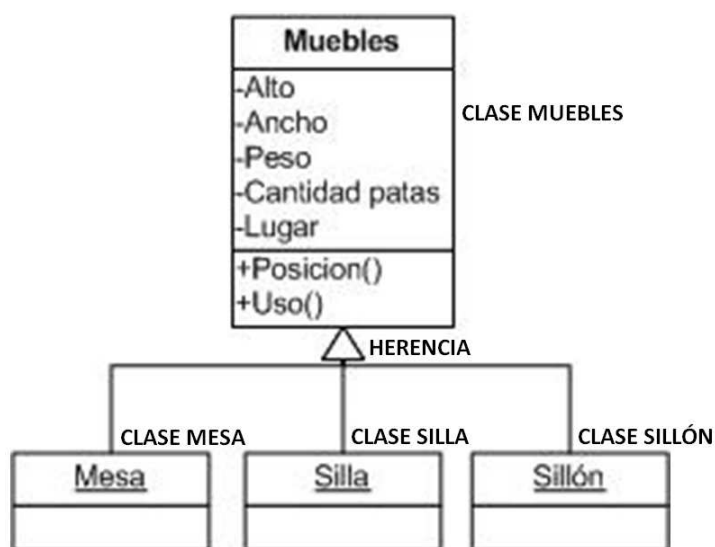 Muebles
-Alto
-Ancho
-Peso
-Cantidad patas
-Lugar
CLASE MUEBLES
+Posicion()
+Uso()
HERENCIA
CLASE MESA
CLASE SILLA
CLASE SILLÓN
Mesa
Silla
Sillón